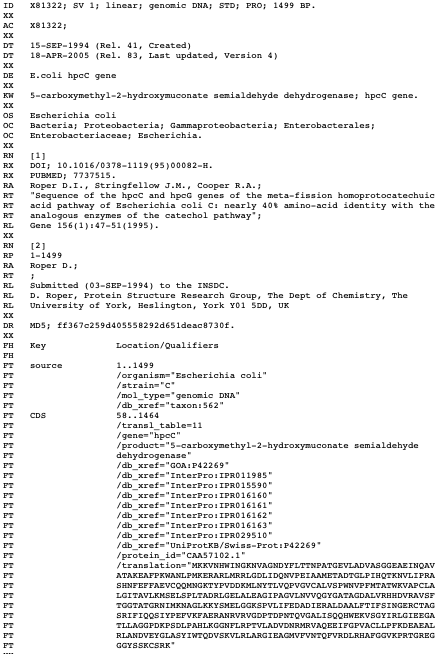 ID X81322; SV 1; linear; genomic DNA; STD; PRO; 1499 BP.
XX
AC X81322;
XX
DT 15-SEP-1994 (Rel. 41, Created)
DT 18-APR-2005 (Rel. 83, Last updated, Version 4)
XX
DE E.coli hpcC gene
XX
KW 5-carboxymethyl-2-hydroxymuconate semialdehyde dehydrogenase; hpcC gene.
XX
OS Escherichia coli
OC Bacteria; Proteobacteria; Gammaproteobacteria; Enterobacterales;
OC Enterobacteriaceae; Escherichia.
XX
RN [1]
RX DOI; 10.1016/0378-1119(95)00082-H.
RX PUBMED; 7737515.
RA Roper D.I., Stringfellow J.M., Cooper R.A.;
RT "Sequence of the hpcC and hpcG genes of the meta-fission homoprotocatechuic
RT acid pathway of Escherichia coli C: nearly 40% amino-acid identity with the
RT analogous enzymes of the catechol pathway";
RL Gene 156(1):47-51(1995).
XX
RN [2]
RP 1-1499
RA Roper D.;
RT ;
RL Submitted (03-SEP-1994) to the INSDC.
RL D. Roper, Protein Structure Research Group, The Dept of Chemistry, The
RL University of York, Heslington, York Y01 5DD, UK
XX
DR MD5; ff367c259d405558292d651deac8730f.
XX
FH Key Location/Qualifiers
FH
FT source 1..1499
FT /organism="Escherichia coli"
FT /strain="C"
FT /mol_type="genomic DNA"
FT /db_xref="taxon:562"
FT CDS 58..1464
FT /transl_table=11
FT /gene="hpcC"
FT /product="5-carboxymethyl-2-hydroxymuconate semialdehyde
FT dehydrogenase"
FT /db_xref="GOA:P42269"
FT /db_xref="InterPro:IPR011985"
FT /db_xref="InterPro:IPR015590"
FT /db_xref="InterPro:IPR016160"
FT /db_xref="InterPro:IPR016161"
FT /db_xref="InterPro:IPR016162"
FT /db_xref="InterPro:IPR016163"
FT /db_xref="InterPro:IPR029510"
FT /db_xref="UniProtKB/Swiss-Prot:P42269"
FT /protein_id="CAA57102.1"
FT /translation="MKKVNHWINGKNVAGNDYFLTTNPATGEVLADVASGGEAEINQAV
FT ATAKEAFPKWANLPMKERARLMRRLGDLIDQNVPEIAAMETADTGLPIHQTKNVLIPRA
FT SHNFEFFAEVCQQMNGKTYPVDDKMLNYTLVQPVGVCALVSPWNVPFMTATWKVAPCLA
FT LGITAVLKMSELSPLTADRLGELALEAGIPAGVLNVVQGYGATAGDALVRHHDVRAVSF
FT TGGTATGRNIMKNAGLKKYSMELGGKSPVLIFEDADIERALDAALFTIFSINGERCTAG
FT SRIFIQQSIYPEFVKFAERANRVRVGDPTDPNTQVGALISQQHWEKVSGYIRLGIEEGA
FT TLLAGGPDKPSDLPAHLKGGNFLRPTVLADVDNRMRVAQEEIFGPVACLLPFKDEAEAL
FT RLANDVEYGLASYIWTQDVSKVLRLARGIEAGMVFVNTQFVRDLRHAFGGVKPRTGREG
FT GGYSSKCSRK"
XX